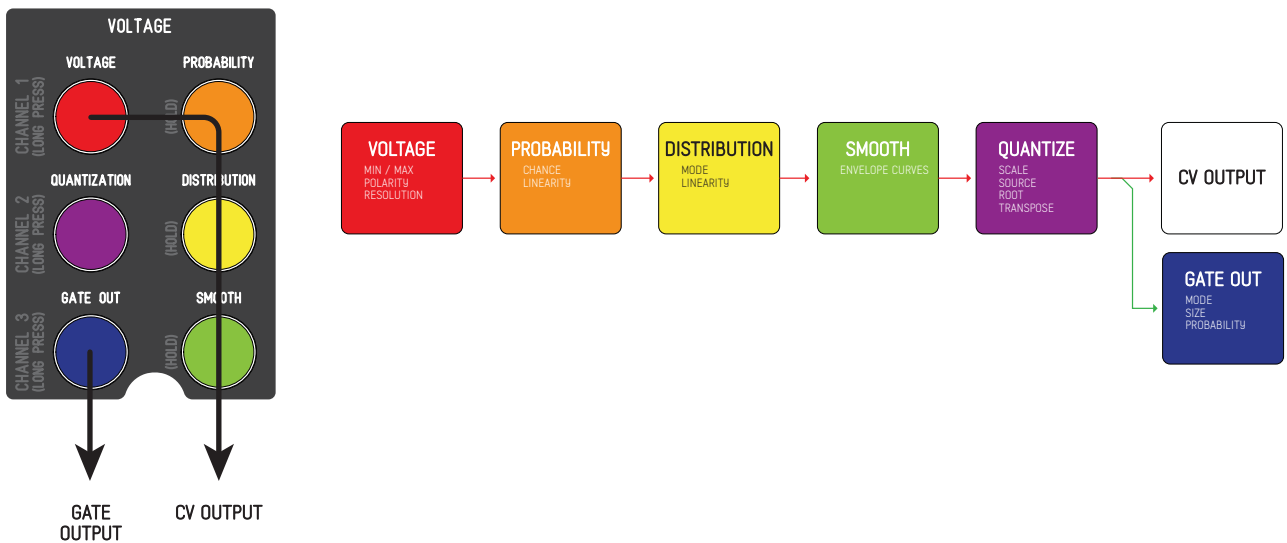 VOLTAGE
VOLTAGE
PROBABILITY
CHANNEL 1
(LONG PRESS)
(HOLD)
QUANTIZATION
DISTRIBUTION
CHANNEL 2
(LONG PRESS)
(HOLD)
GATE OUT
SMOOTH
CHANNEL 3
(LONG PRESS)
(HOLD)
GATE
OUTPUT
CV OUTPUT
VOLTAGE
MIN / MAX
POLARITY
RESOLUTION
PROBABILITY
CHANCE
LINEARITY
DISTRIBUTION
MODE
LINEARITY
SMOOTH
ENVELOPE CURVES
QUANTIZE
SCALE
SOURCE
ROOT
TRANSPOSE
CV OUTPUT
GATE OUT
MODE
SIZE
PROBABILITY